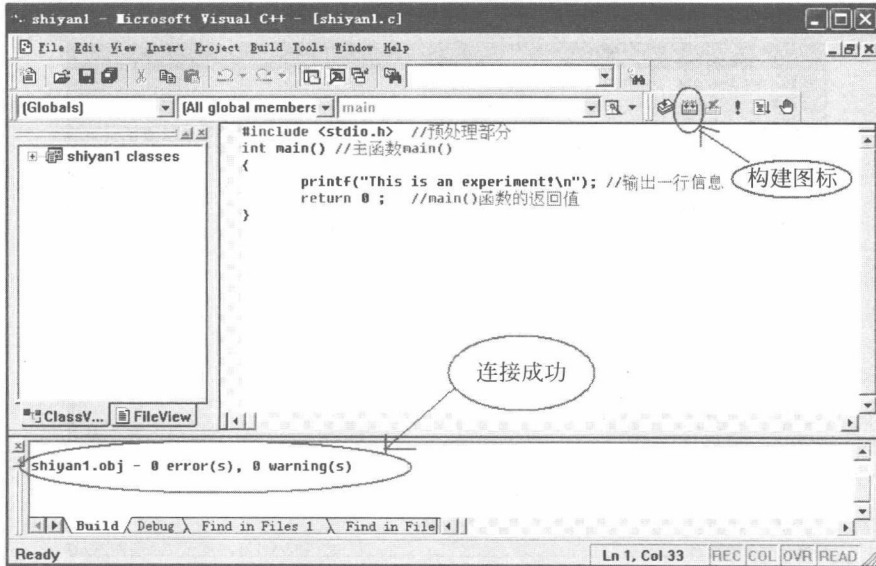 shiyan1 - Microsoft Visual C++ - [shiyan1.c]
File Edit View Insert Project Build Tools Window Help
(Globals) (All global members main
shiyan1 classes
#include <stdio.h> //预处理部分
int main() //主函数main()
{
printf("This is an experiment!\n"); //输出一行信息
return 0 ; //main()函数的返回值
}
构建图标
连接成功
ClassV... FileView
shiyan1.obj - 0 error(s), 0 warning(s)
Build Debug Find in Files 1 Find in File
Ready Ln 1, Col 33 REC COL OVR READ